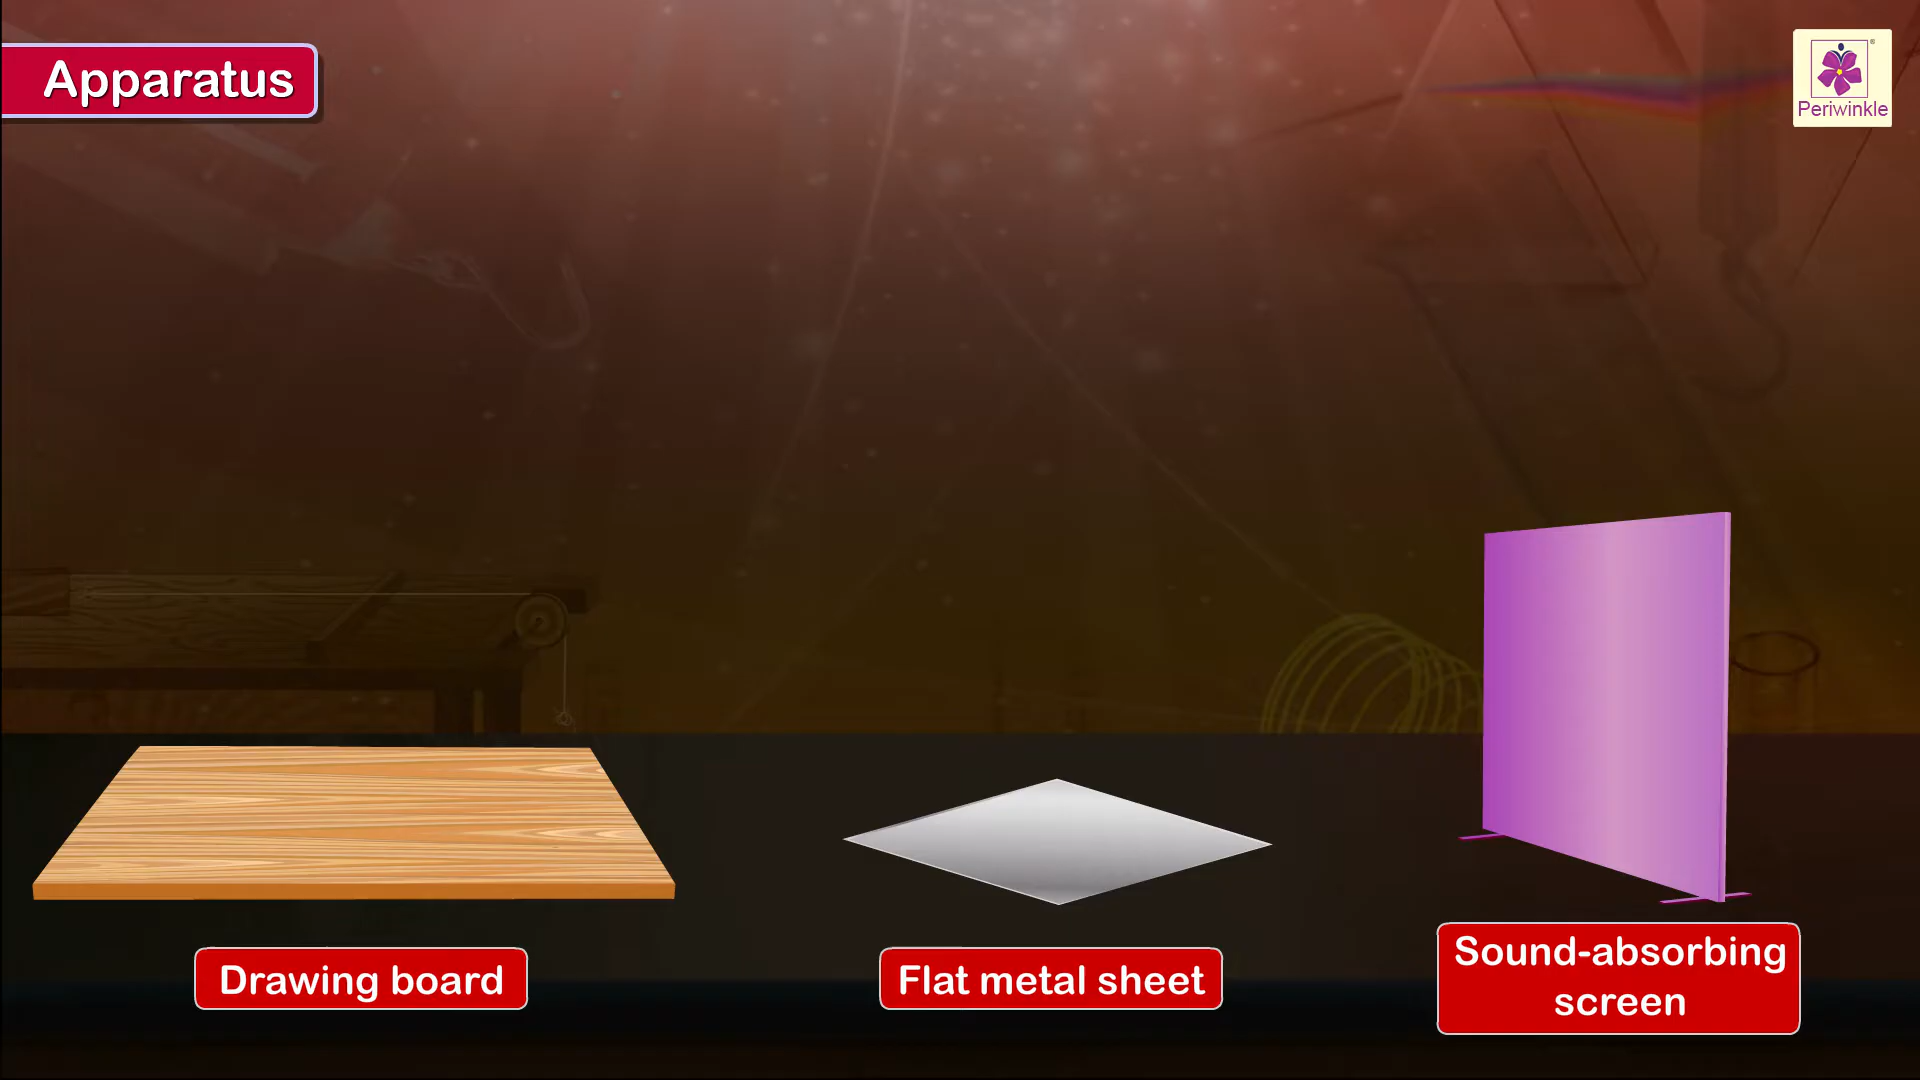 Apparatus
Periwinkle
Drawing board
Flat metal sheet
Sound-absorbing
screen